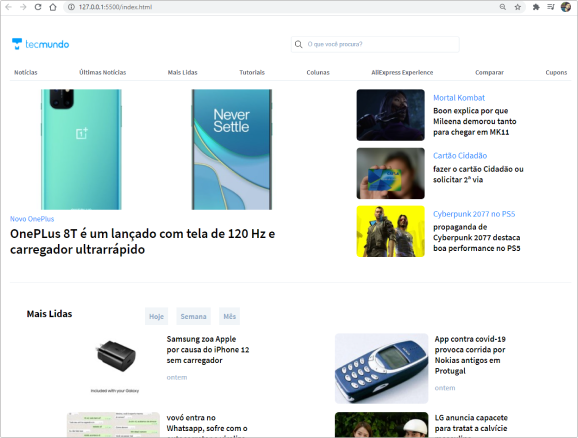 127.0.0.1:5500/index.html
tecmundo
O que você procura?
Notícias Últimas Notícias Mais Lidas Tutoriais Colunas AliExpress Experience Comparar Cupons
Never
Settle
Mortal Kombat
Boon explica por que
Mileena demorou tanto
para chegar em MK11
Cartão Cidadão
fazer o cartão Cidadão ou
solicitar 2ª via
Cyberpunk 2077 no PS5
propaganda de
Cyberpunk 2077 destaca
boa performance no PS5
Novo OnePlus
OnePLus 8T é um lançado com tela de 120 Hz e
carregador ultrarrápido
Mais Lidas
Hoje Semana Mês
Samsung zoa Apple
por causa do iPhone 12
sem carregador
ontem
included with your Galaxy
App contra covid-19
provoca corrida por
Nokias antigos em
Protugal
ontem
vovó entra no
Whatsapp, sofre com o
LG anuncia capacete
para tratar a calvície